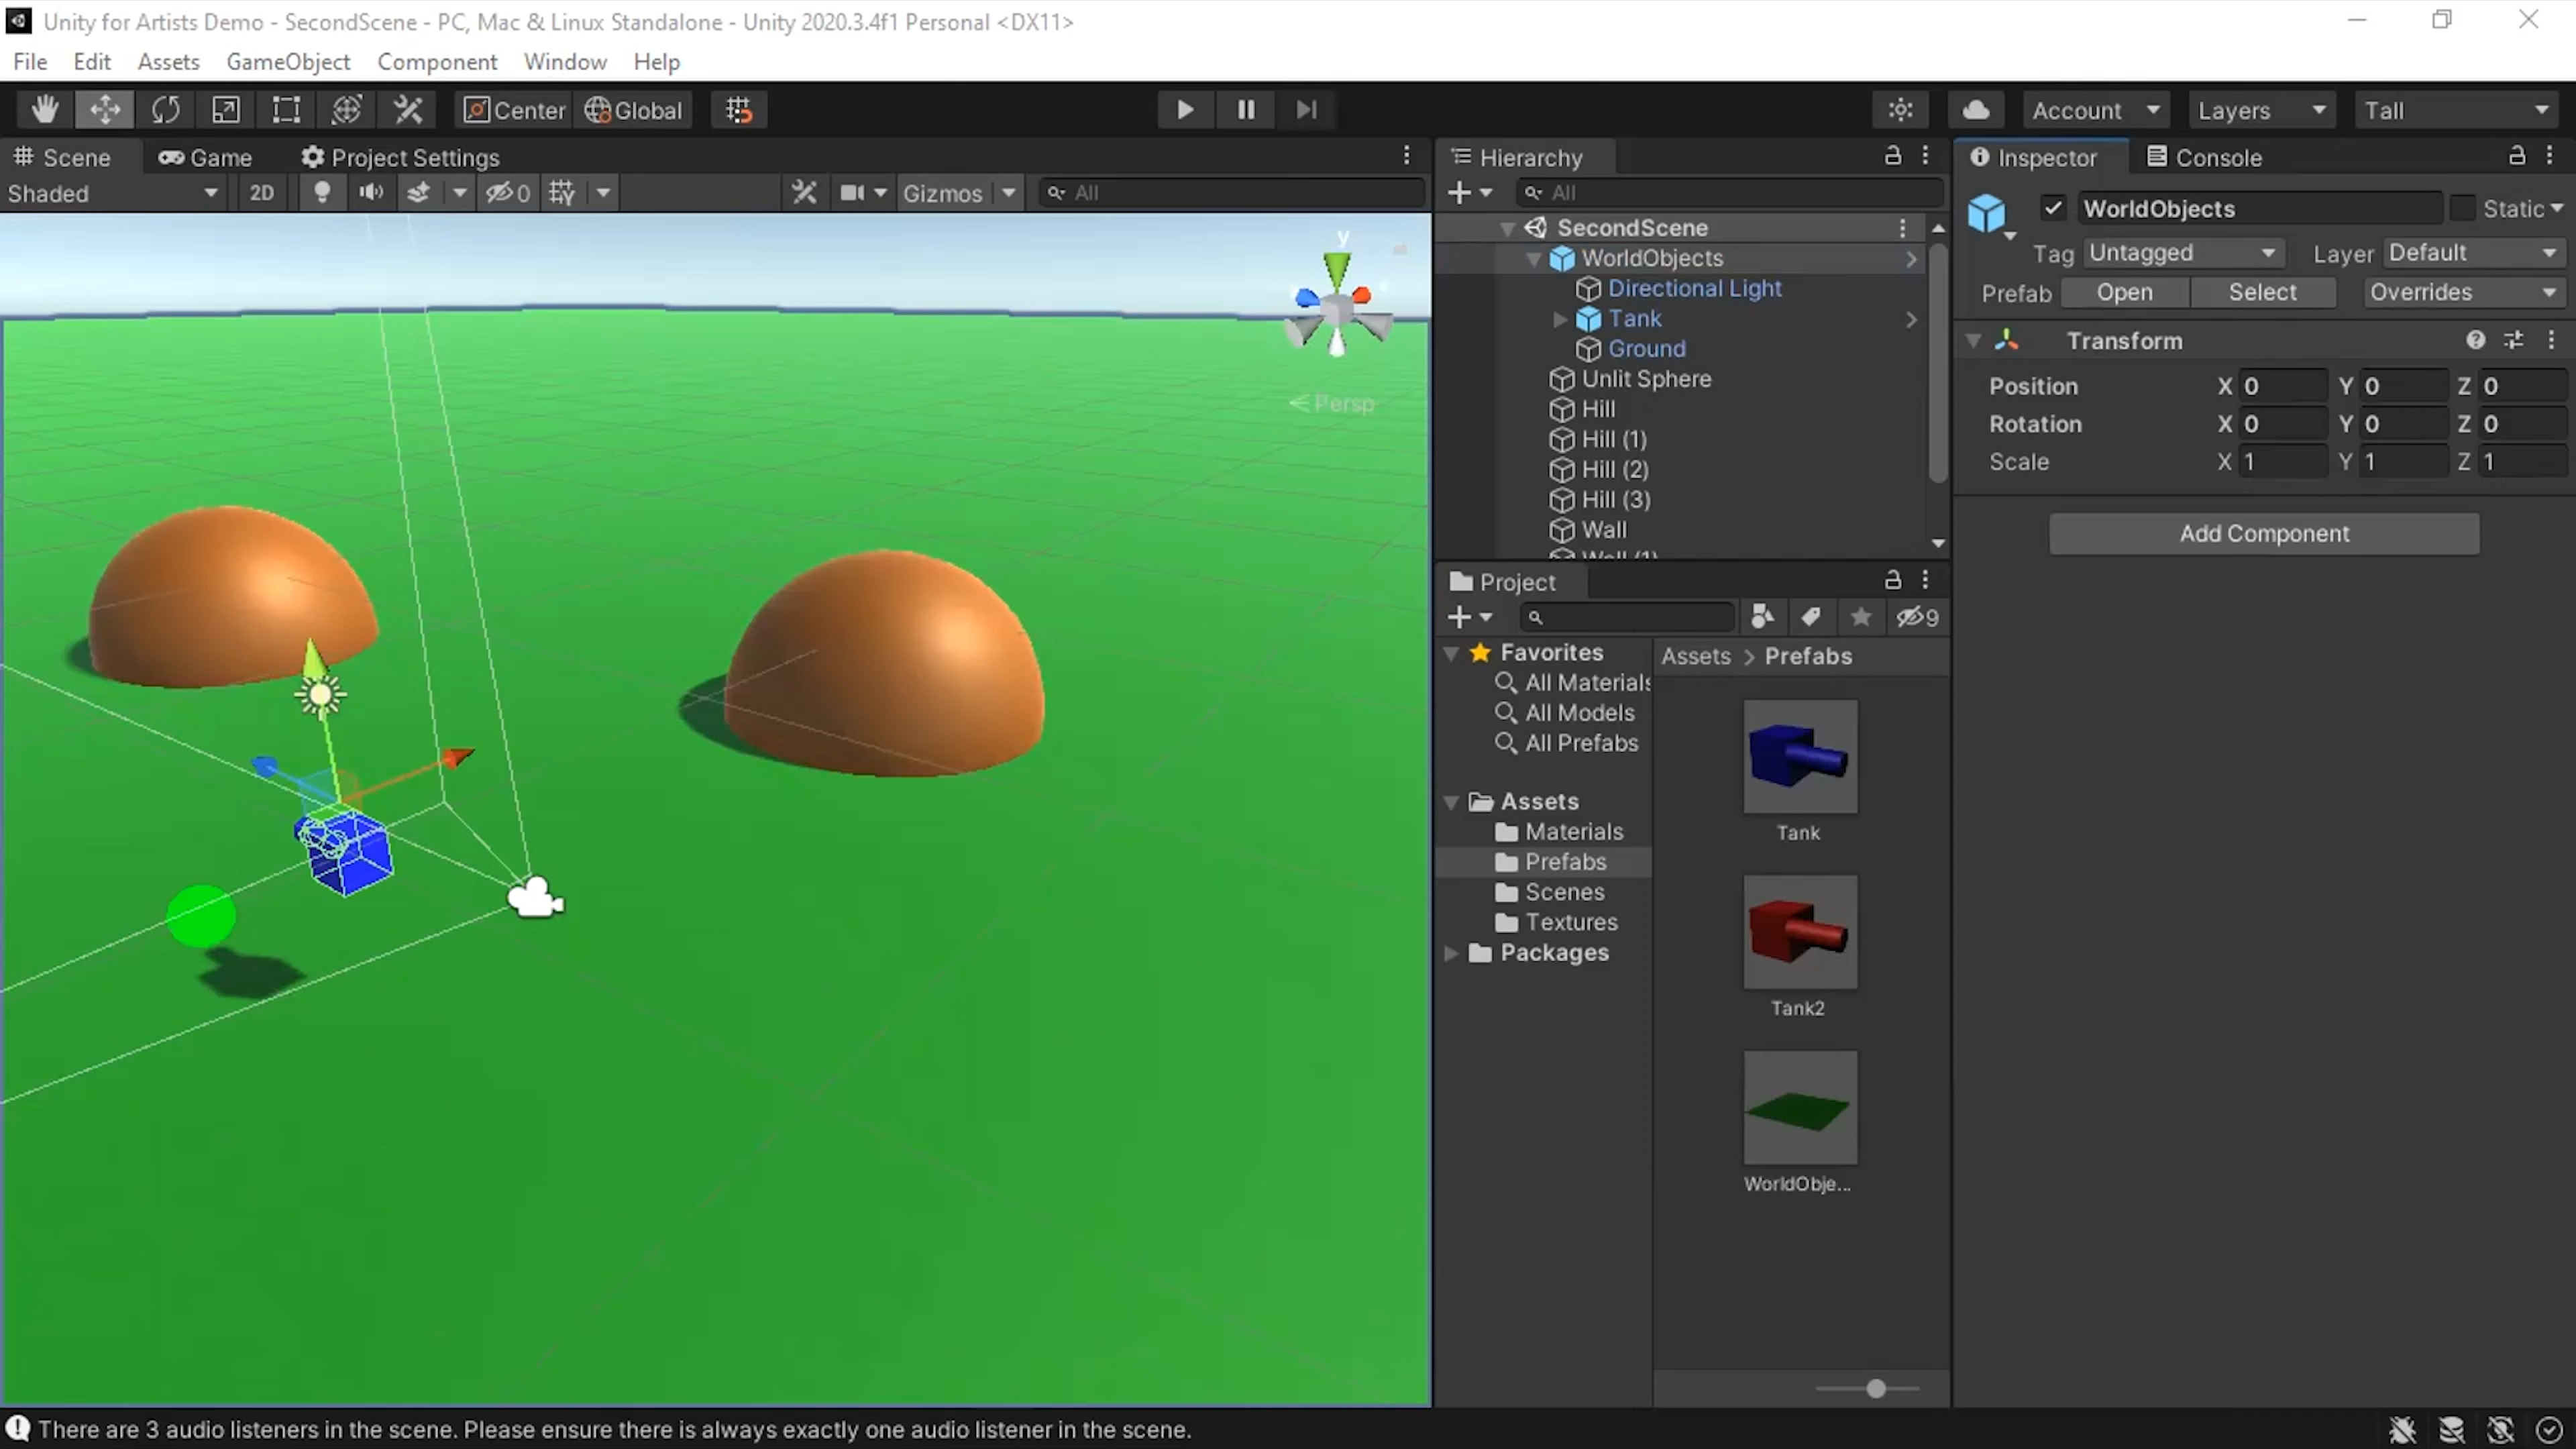 Unity for Artists Demo - SecondScene - PC, Mac & Linux Standalone - Unity 2020.3.4f1 Personal <DX11>
File Edit Assets GameObject Component Window Help
Center Global Account Layers Tall
Scene Game Project Settings
Shaded 2D 0 Gizmos All
y
Persp
Hierarchy
All
SecondScene
WorldObjects
Directional Light
Tank
Ground
Unlit Sphere
Hill
Hill (1)
Hill (2)
Hill (3)
Wall
Wall (1)
Project
9
Favorites
All Materials
All Models
All Prefabs
Assets
Materials
Prefabs
Scenes
Textures
Packages
Assets > Prefabs
Tank
Tank2
WorldObje...
Inspector Console
WorldObjects Static
Tag Untagged Layer Default
Prefab Open Select Overrides
Transform
Position X 0 Y 0 Z 0
Rotation X 0 Y 0 Z 0
Scale X 1 Y 1 Z 1
Add Component
There are 3 audio listeners in the scene. Please ensure there is always exactly one audio listener in the scene.